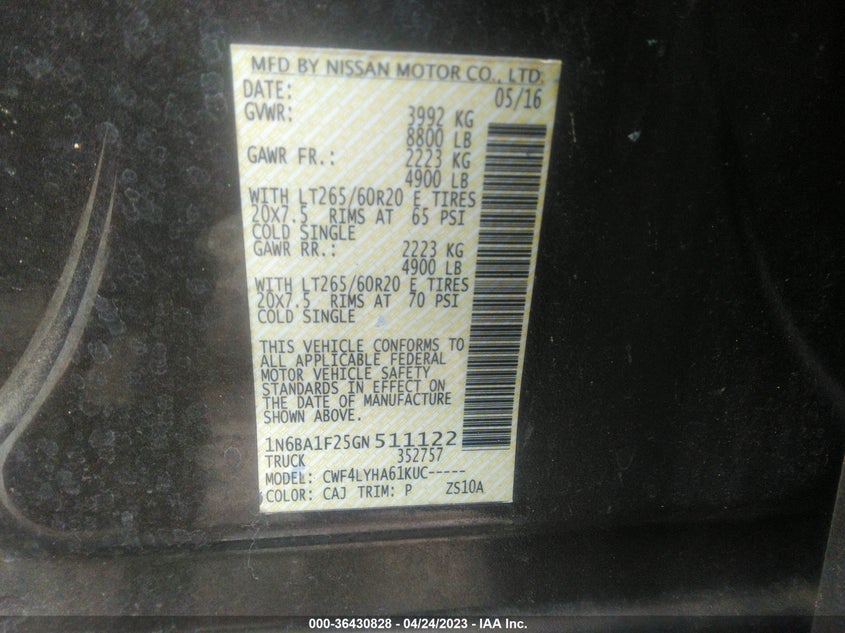 MFD BY NISSAN MOTOR CO., LTD.
DATE: 05/16
GVWR: 3992 KG
8800 LB
GAWR FR.: 2223 KG
4900 LB
WITH LT265/60R20 E TIRES
20X7.5 RIMS AT 65 PSI
COLD SINGLE
GAWR RR.: 2223 KG
4900 LB
WITH LT265/60R20 E TIRES
20X7.5 RIMS AT 70 PSI
COLD SINGLE
THIS VEHICLE CONFORMS TO
ALL APPLICABLE FEDERAL
MOTOR VEHICLE SAFETY
STANDARDS IN EFFECT ON
THE DATE OF MANUFACTURE
SHOWN ABOVE.
1N6BA1F25GN511122
TRUCK 352757
MODEL: CWF4LYHA61KUC-----
COLOR: CAJ TRIM: P ZS10A
000-36430828 - 04/24/2023 - IAA Inc.